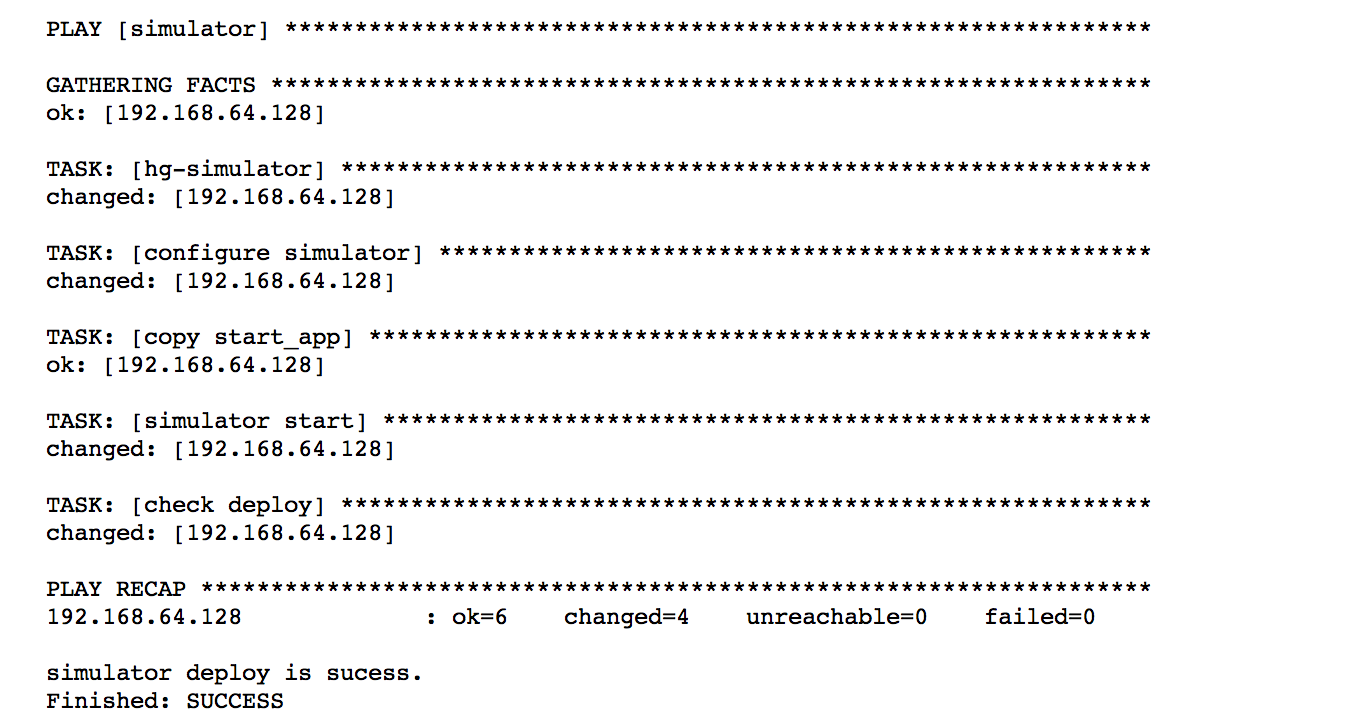 PLAY [simulator] **************************************************************
GATHERING FACTS ***************************************************************
ok: [192.168.64.128]
TASK: [hg-simulator] **********************************************************
changed: [192.168.64.128]
TASK: [configure simulator] ***************************************************
changed: [192.168.64.128]
TASK: [copy start_app] ********************************************************
ok: [192.168.64.128]
TASK: [simulator start] *******************************************************
changed: [192.168.64.128]
TASK: [check deploy] **********************************************************
changed: [192.168.64.128]
PLAY RECAP ********************************************************************
192.168.64.128             : ok=6    changed=4    unreachable=0    failed=0
simulator deploy is sucess.
Finished: SUCCESS